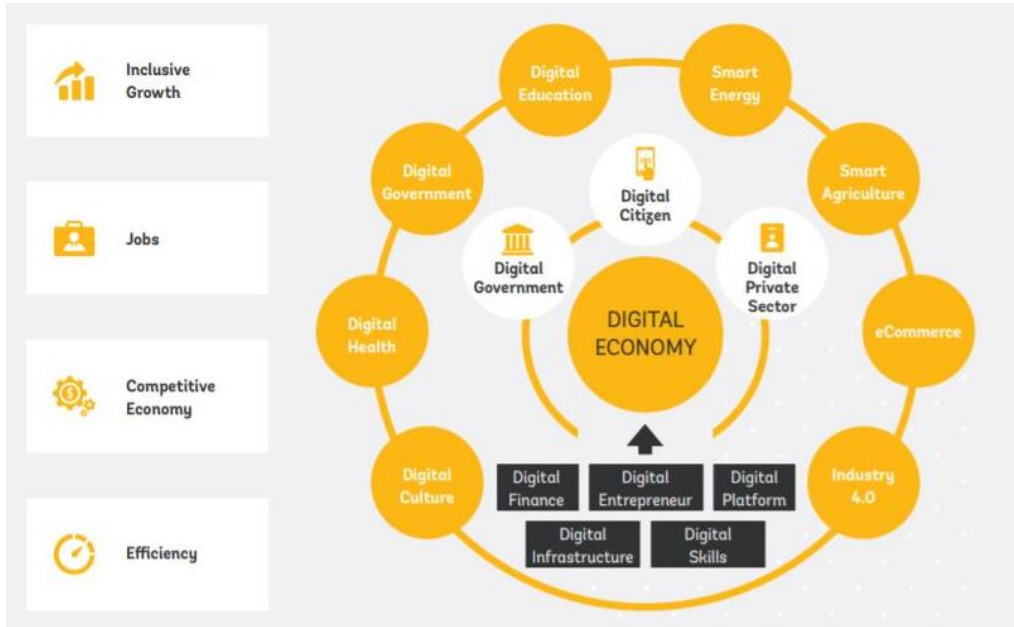 Inclusive
Growth
Jobs
Competitive
Economy
Efficiency
Digital
Education
Smart
Energy
Digital
Government
Smart
Agriculture
Digital
Health
eCommerce
Digital
Culture
Industry
4.0
Digital
Citizen
Digital
Government
Digital
Private
Sector
DIGITAL
ECONOMY
Digital
Finance
Digital
Entrepreneur
Digital
Platform
Digital
Infrastructure
Digital
Skills